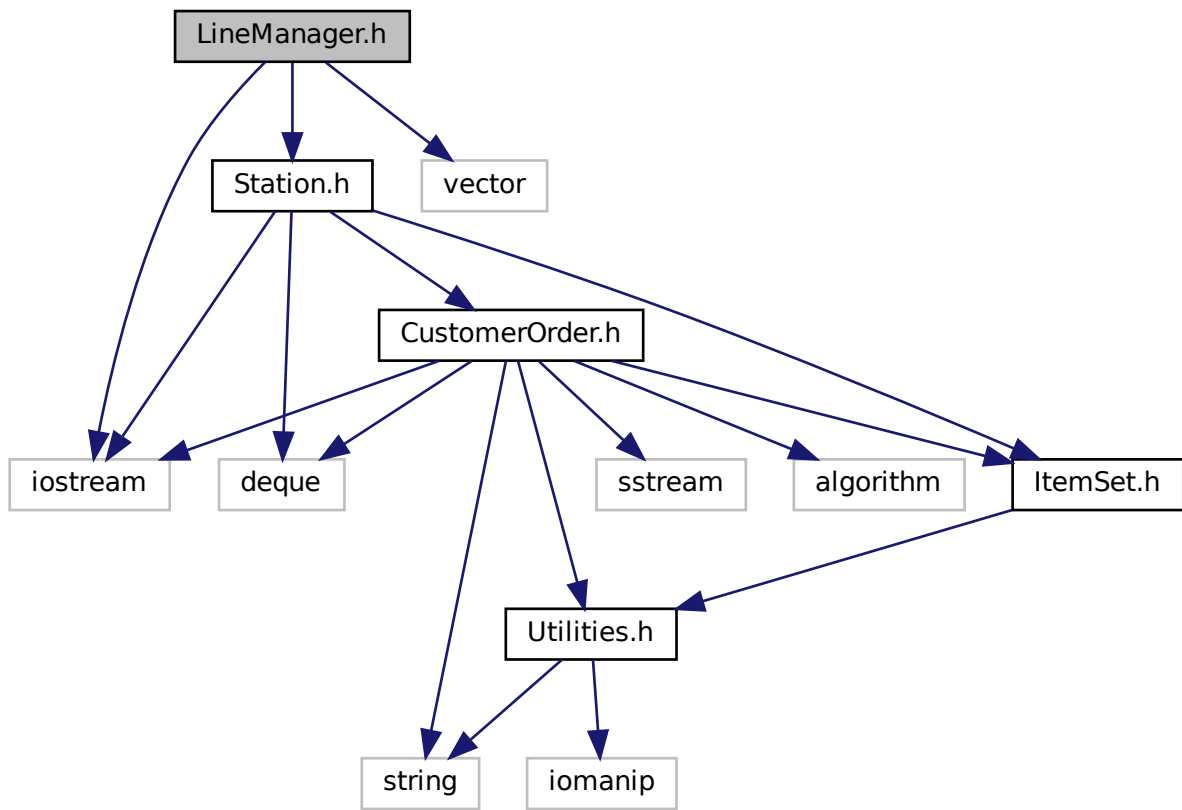 LineManager.h
Station.h
vector
CustomerOrder.h
iostream
deque
sstream
algorithm
ItemSet.h
Utilities.h
string
iomanip